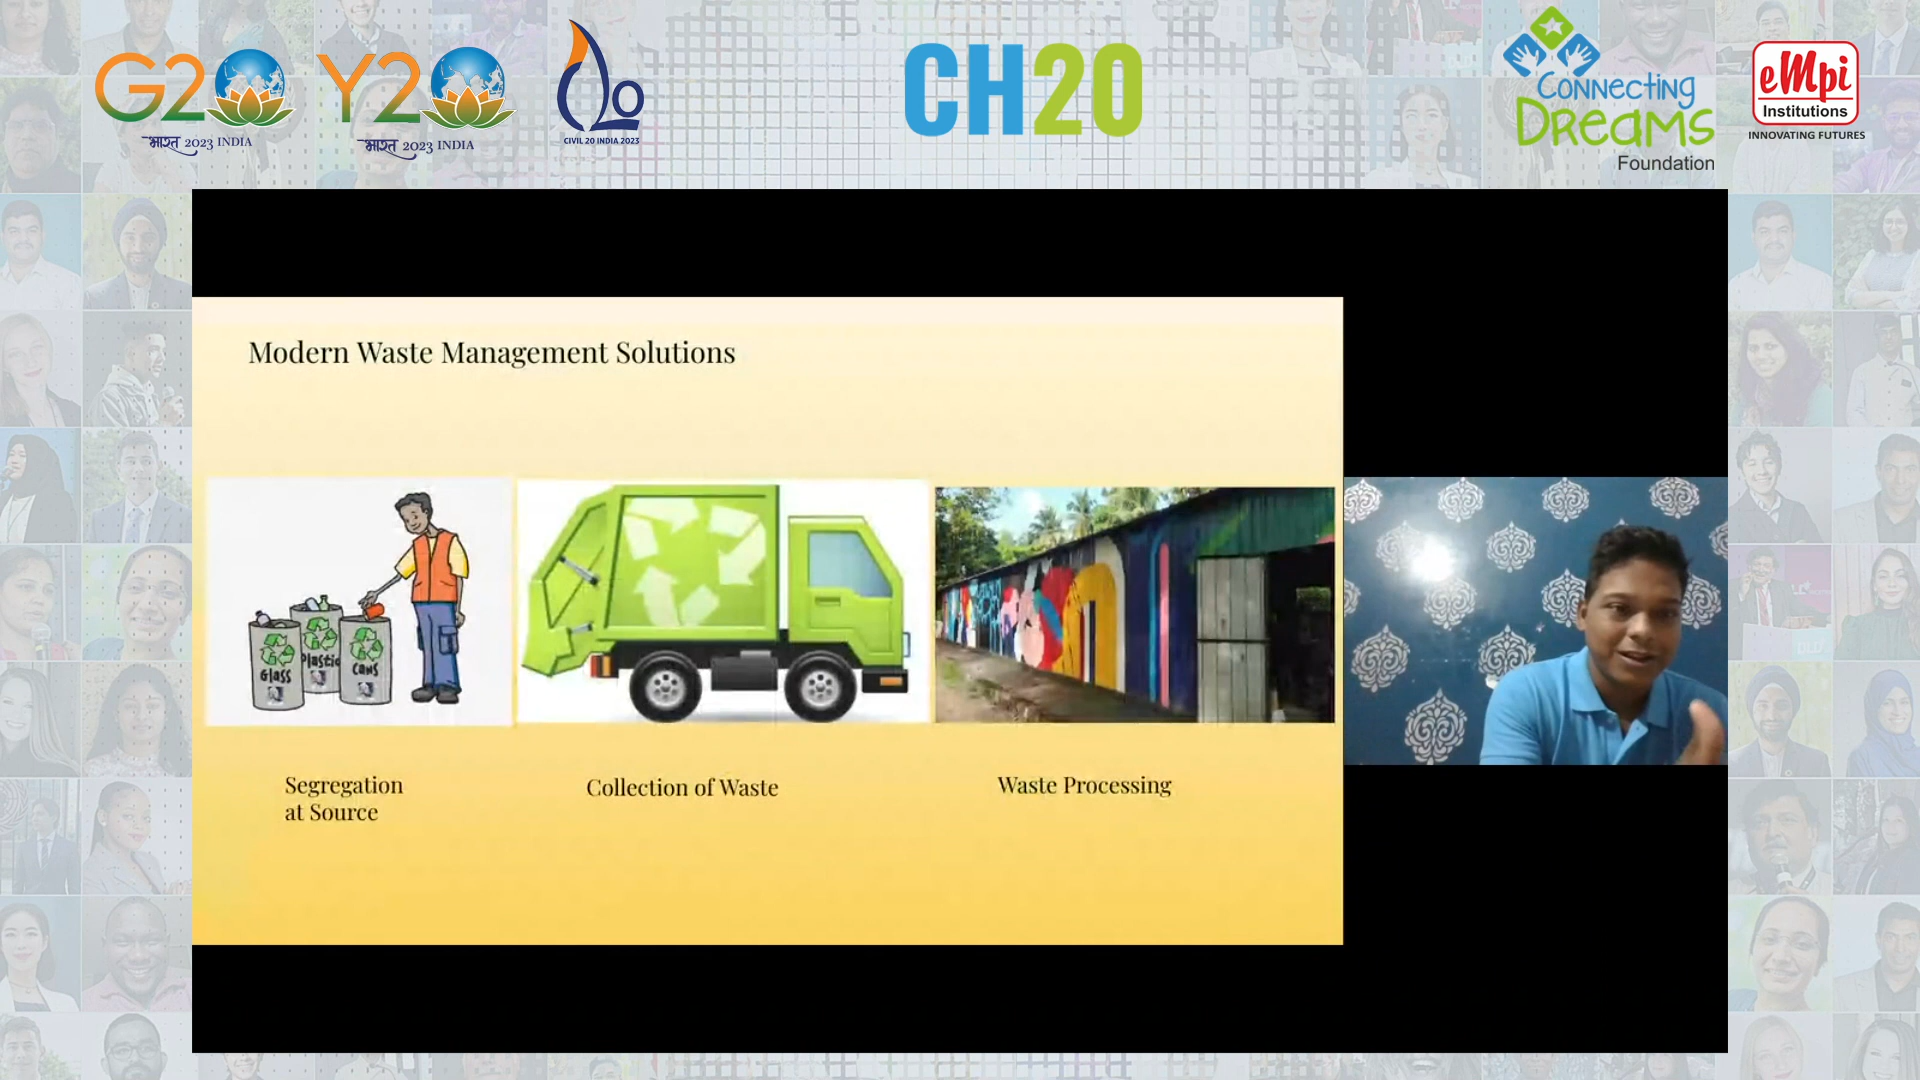 G20
भारत 2023 INDIA
Y20
भारत 2023 INDIA
20
CIVIL 20 INDIA 2023
CH20
Connecting
Dreams
Foundation
eMpi
Institutions
INNOVATING FUTURES
Modern Waste Management Solutions
Glass
Plastic
Cans
Segregation
at Source
Collection of Waste
Waste Processing